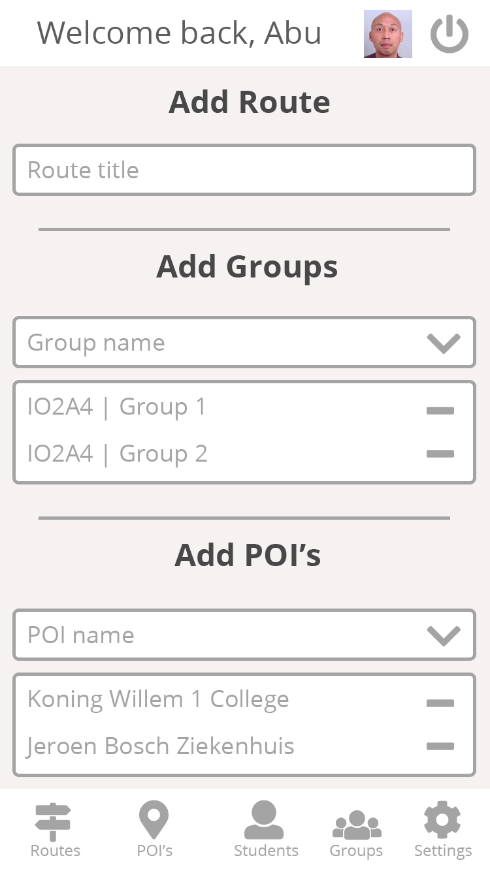 Welcome back, Abu
Add Route
Route title
Add Groups
Group name
IO2A4 | Group 1
IO2A4 | Group 2
Add POI’s
POI name
Koning Willem 1 College
Jeroen Bosch Ziekenhuis
Routes POI’s Students Groups Settings